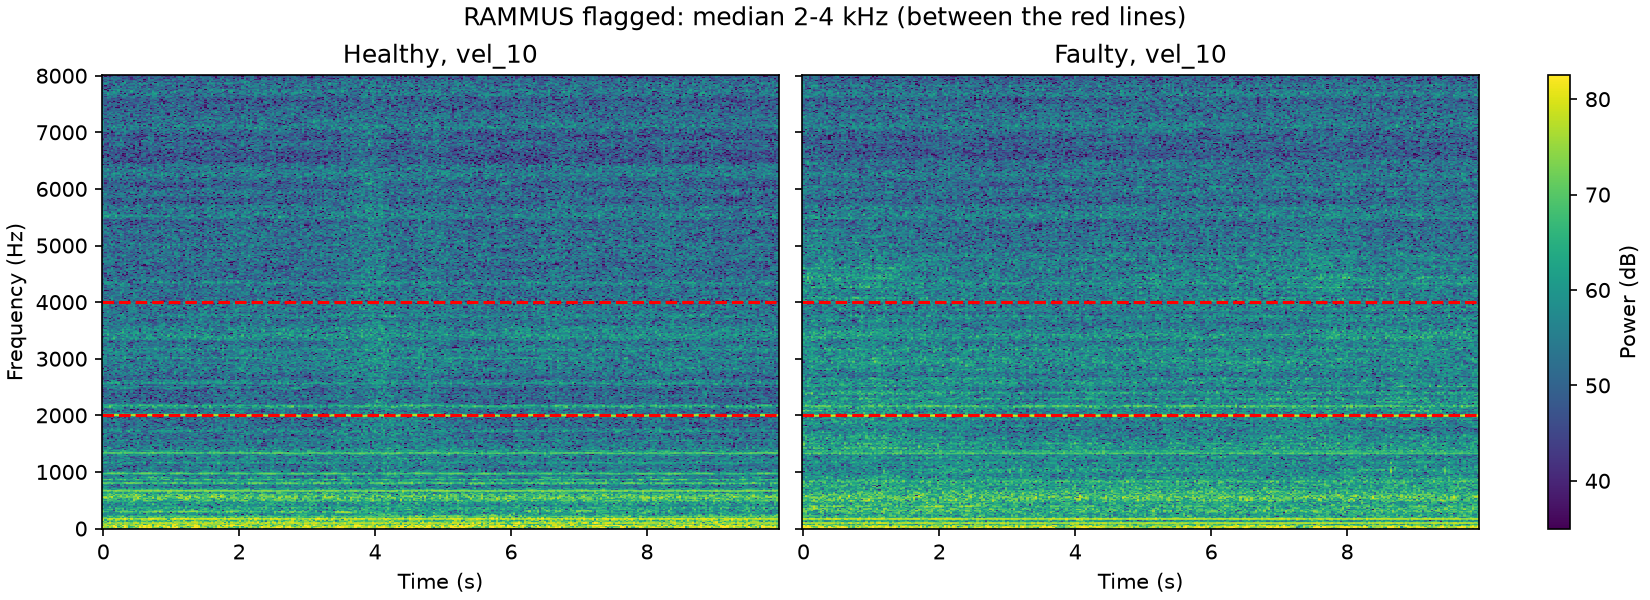 RAMMUS flagged: median 2-4 kHz (between the red lines)
Healthy, vel_10
Faulty, vel_10
8000
7000
6000
5000
4000
3000
2000
1000
0
Frequency (Hz)
0 2 4 6 8
Time (s)
0 2 4 6 8
Time (s)
80
70
60
50
40
Power (dB)